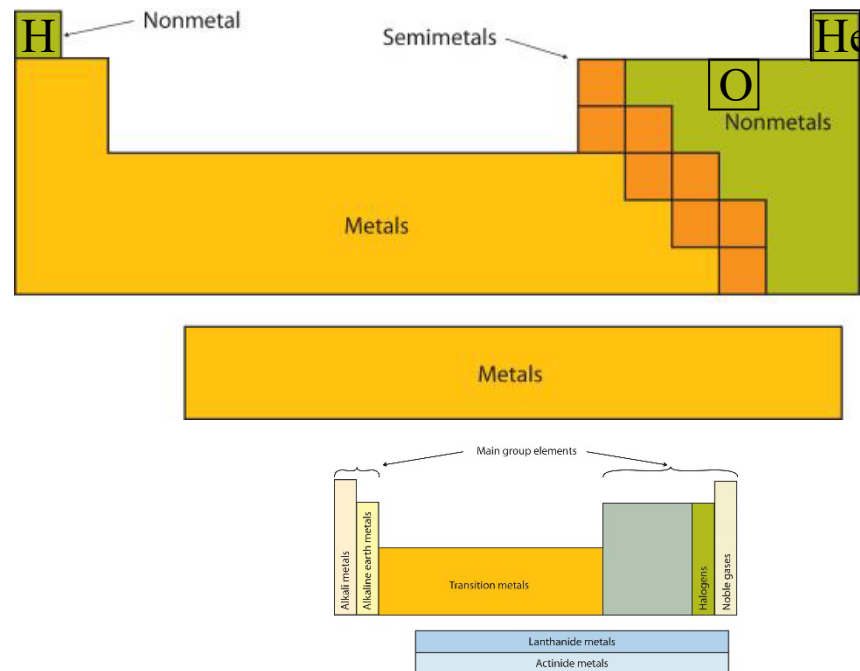 H
Nonmetal
He
Semimetals
O
Nonmetals
Metals
Metals
Main group elements
Alkali metals
Alkaline earth metals
Transition metals
Halogens
Noble gases
Lanthanide metals
Actinide metals